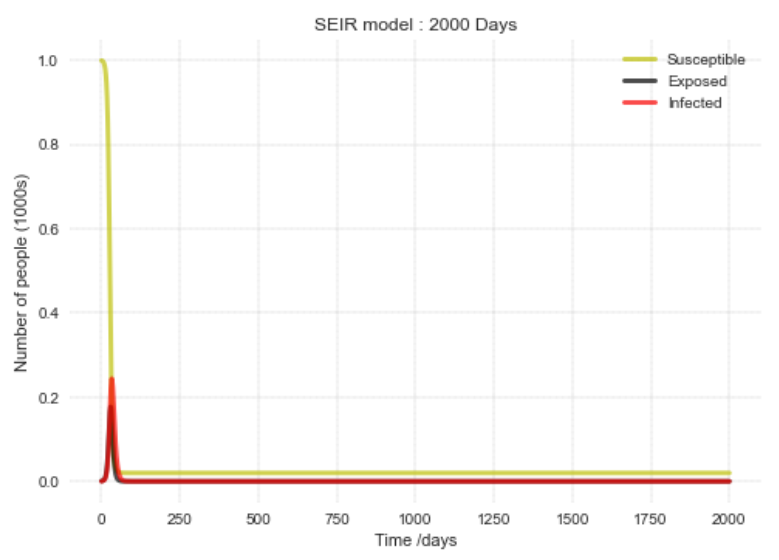 SEIR model : 2000 Days
Susceptible
Exposed
Infected
Number of people (1000s)
1.0
0.8
0.6
0.4
0.2
0.0
0 250 500 750 1000 1250 1500 1750 2000
Time /days